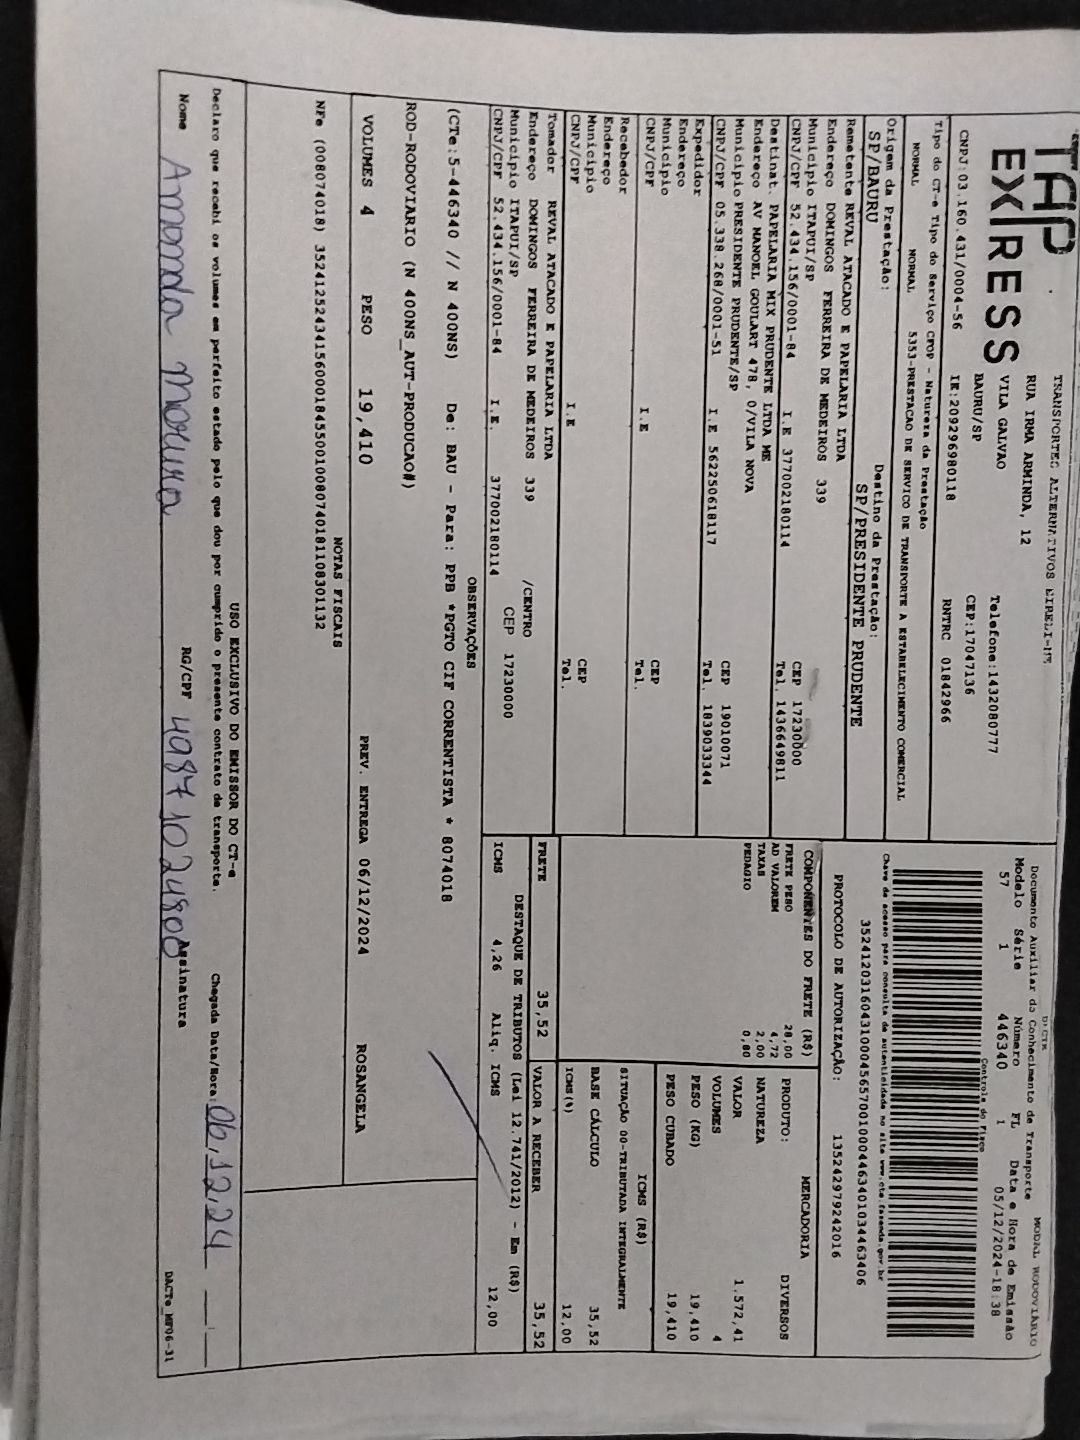 TAP
EXPRESS
TRANSPORTES ALTERNATIVOS EIRELI-ME
RUA IRMA ARMINDA, 12
VILA GALVAO
BAURU/SP
Telefone:1432080777
CEP:17047136
CNPJ:03.160.431/0004-56 IE:209296980118 RNTRC 01842966
DACTE MODAL RODOVIÁRIO
Documento Auxiliar do Conhecimento de Transporte
Modelo Série Número FL Data e Hora de Emissão
57 1 446340 1 05/12/2024-18:38
Controle do Fisco
Chave de acesso para consulta de autenticidade no site www.cte.fazenda.gov.br
35241203160431000456570010004463401034463406
PROTOCOLO DE AUTORIZAÇÃO: 135242979242016
Tipo do CT-e Tipo do Serviço CFOP - Natureza da Prestação
NORMAL NORMAL 5353-PRESTACAO DE SERVICO DE TRANSPORTE A ESTABELECIMENTO COMERCIAL
Origem da Prestação: Destino da Prestação:
SP/BAURU SP/PRESIDENTE PRUDENTE
Remetente REVAL ATACADO E PAPELARIA LTDA
Endereço DOMINGOS FERREIRA DE MEDEIROS 339
Município ITAPUI/SP CEP 17230000
CNPJ/CPF 52.434.156/0001-84 I.E 377002180114 Tel. 1436649811
Destinat. PAPELARIA MIX PRUDENTE LTDA ME
Endereço AV MANOEL GOULART 478, 0/VILA NOVA
Município PRESIDENTE PRUDENTE/SP CEP 19010071
CNPJ/CPF 05.338.268/0001-51 I.E 562250618117 Tel. 1839033344
Expedidor
Endereço
Município CEP
CNPJ/CPF I.E Tel.
Recebedor
Endereço
Município CEP
CNPJ/CPF I.E Tel.
Tomador REVAL ATACADO E PAPELARIA LTDA
Endereço DOMINGOS FERREIRA DE MEDEIROS 339 /CENTRO
Município ITAPUI/SP CEP 17230000
CNPJ/CPF 52.434.156/0001-84 I.E. 377002180114
COMPONENTES DO FRETE (R$)
FRETE PESO 28,00
AD VALOREM 4,72
TAXAS 2,00
PEDAGIO 0,80
MERCADORIA
PRODUTO: DIVERSOS
NATUREZA
VALOR 1.572,41
VOLUMES 4
PESO (KG) 19,410
PESO CUBADO 19,410
ICMS (R$)
SITUAÇÃO 00-TRIBUTADA INTEGRALMENTE
BASE CÁLCULO 35,52
ICMS(%) 12,00
FRETE 35,52 VALOR A RECEBER 35,52
DESTAQUE DE TRIBUTOS (Lei 12.741/2012) - Em (R$)
ICMS 4,26 Aliq. ICMS 12,00
OBSERVAÇÕES
(CTe:5-446340 // N 400NS) De: BAU - Para: PPB *PGTO CIF CORRENTISTA * 8074018
ROD-RODOVIARIO (N 400NS_AUT-PRODUCAO#)
VOLUMES 4 PESO 19,410 PREV. ENTREGA 06/12/2024 ROSANGELA
NOTAS FISCAIS
NFe (008074018) 35241252434156000184550010080740181108301132
USO EXCLUSIVO DO EMISSOR DO CT-e
Declaro que recebi os volumes em perfeito estado pelo que dou por cumprido o presente contrato de transporte. Chegada Data/Hora: 06,12,24
Nome Amanda Moura RG/CPF 49871024800 Assinatura
DACTe_MF06-31